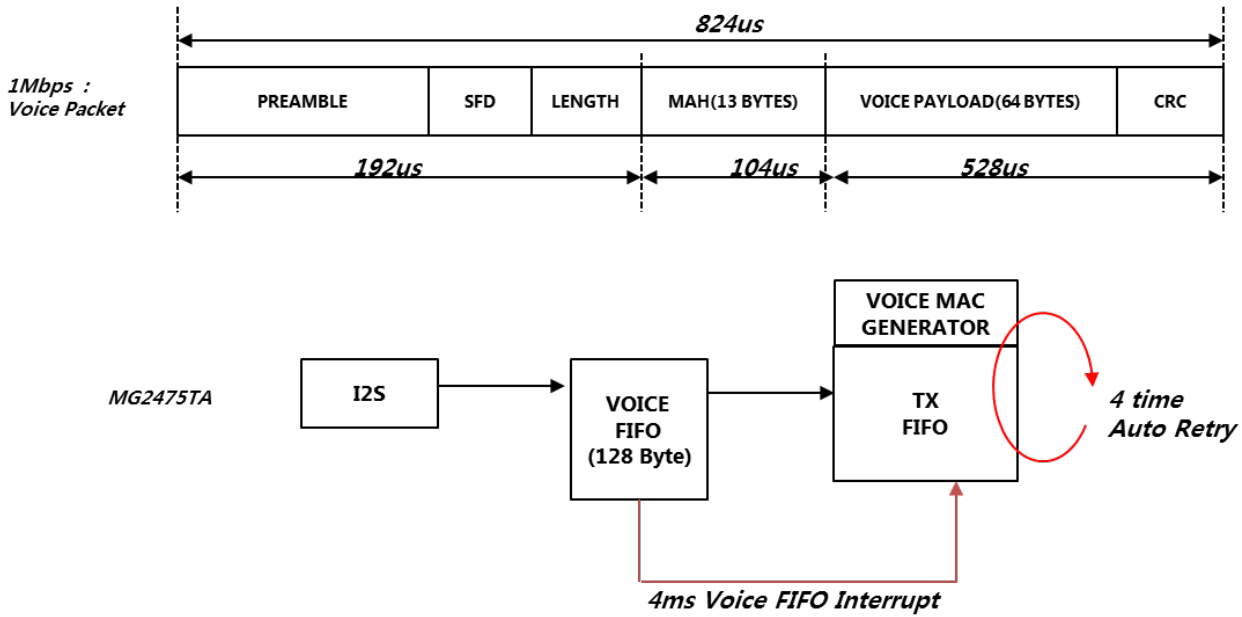 824us
1Mbps :
Voice Packet
PREAMBLE
SFD
LENGTH
MAH(13 BYTES)
VOICE PAYLOAD(64 BYTES)
CRC
192us
104us
528us
VOICE MAC
GENERATOR
MG2475TA
I2S
VOICE
FIFO
(128 Byte)
TX
FIFO
4 time
Auto Retry
4ms Voice FIFO Interrupt